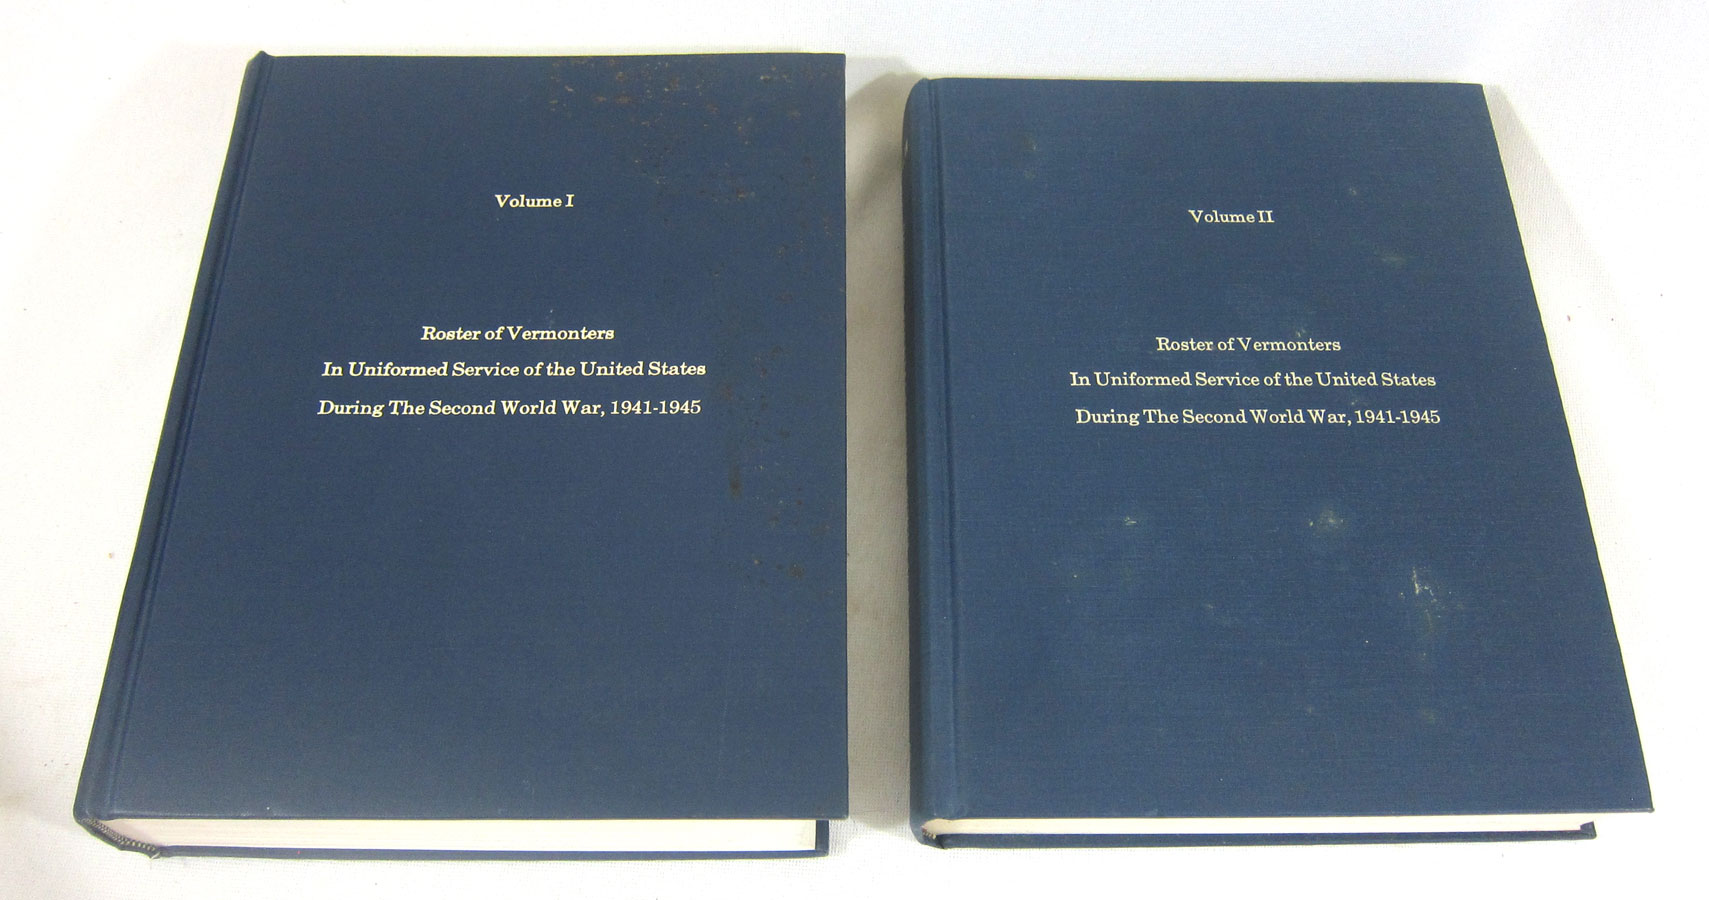 Volume I
Roster of Vermonters
In Uniformed Service of the United States
During The Second World War, 1941-1945
Volume II
Roster of Vermonters
In Uniformed Service of the United States
During The Second World War, 1941-1945